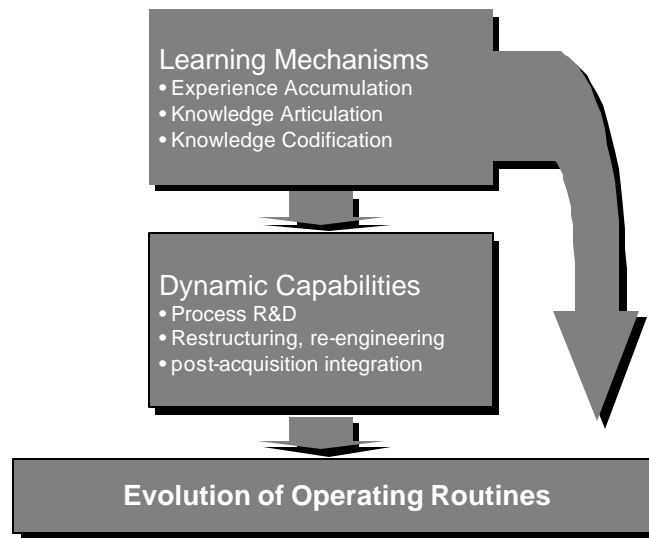 Learning Mechanisms
• Experience Accumulation
• Knowledge Articulation
• Knowledge Codification
Dynamic Capabilities
• Process R&D
• Restructuring, re-engineering
• post-acquisition integration
Evolution of Operating Routines